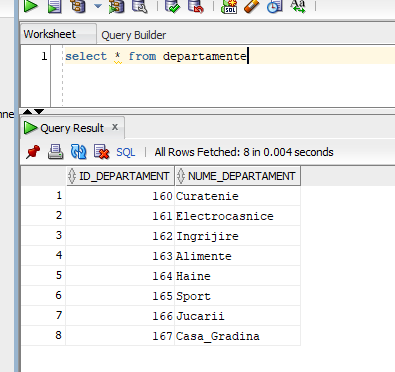 SQL
Aa
Worksheet Query Builder
1 select * from departamente
nne
Query Result x
SQL | All Rows Fetched: 8 in 0.004 seconds
ID_DEPARTAMENT NUME_DEPARTAMENT
1 160 Curatenie
2 161 Electrocasnice
3 162 Ingrijire
4 163 Alimente
5 164 Haine
6 165 Sport
7 166 Jucarii
8 167 Casa_Gradina